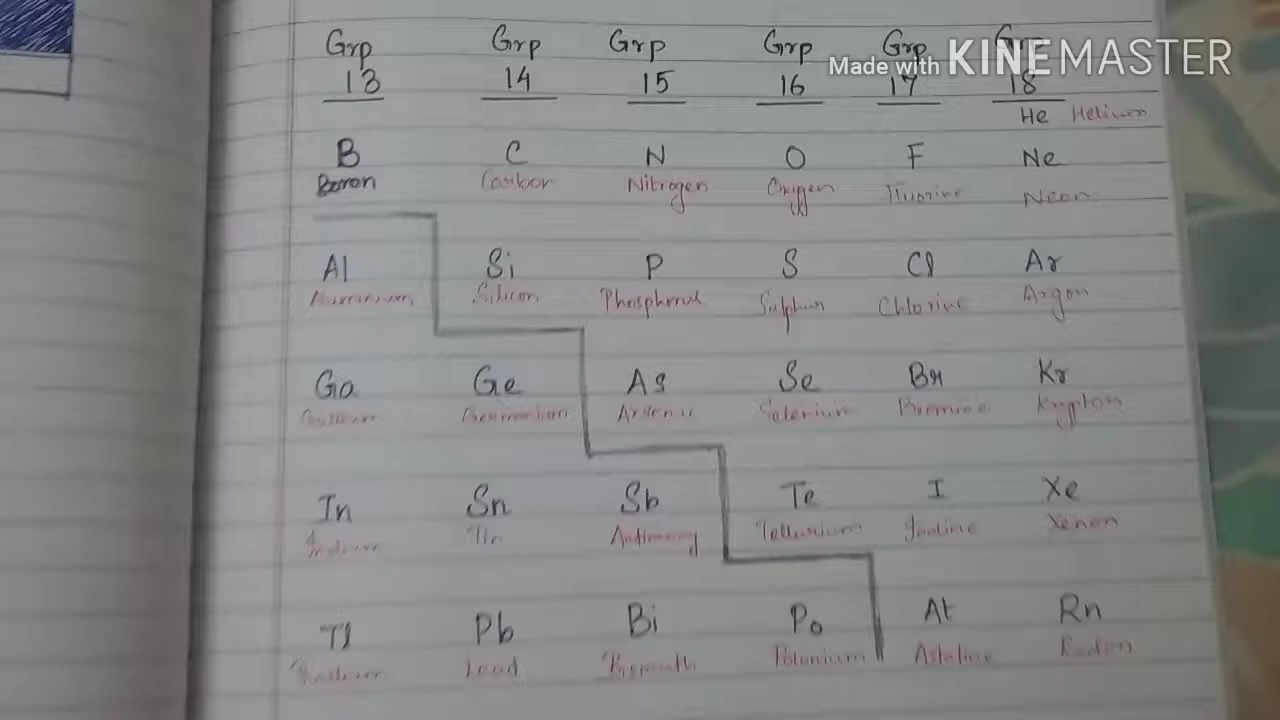 Made with KINEMASTER
Grp Grp Grp Grp Grp Grp
13 14 15 16 17 18
He Helium
B C N O F Ne
Boron Carbon Nitrogen Oxygen Fluorine Neon
Al Si P S Cl Ar
Silicon Phosphorus Sulphur Chlorine Argon
Ga Ge As Se Br Kr
Germanium Arsenic Selenium Bromine Krypton
In Sn Sb Te I Xe
Indium Tin Antimony Tellurium Iodine Xenon
Tl Pb Bi Po At Rn
Lead Bismuth Polonium Astatine Radon